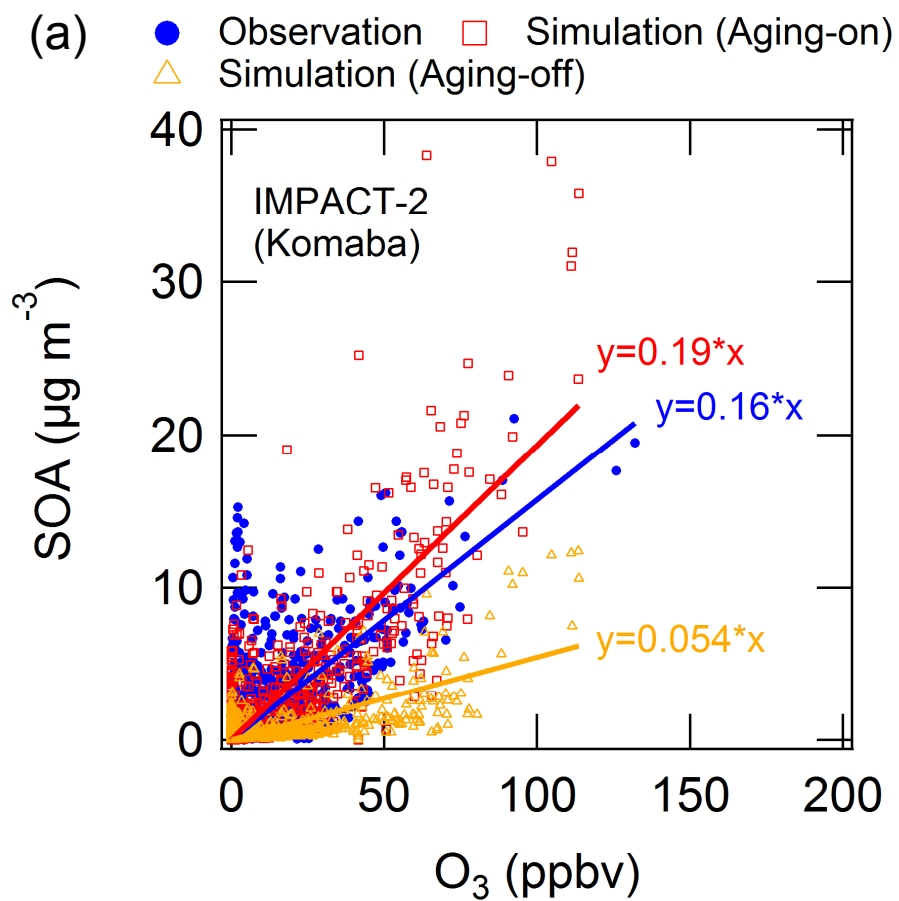 (a)
Observation
Simulation (Aging-on)
Simulation (Aging-off)
40
30
20
10
0
SOA (µg m⁻³)
IMPACT-2
(Komaba)
y=0.19*x
y=0.16*x
y=0.054*x
0 50 100 150 200
O₃ (ppbv)